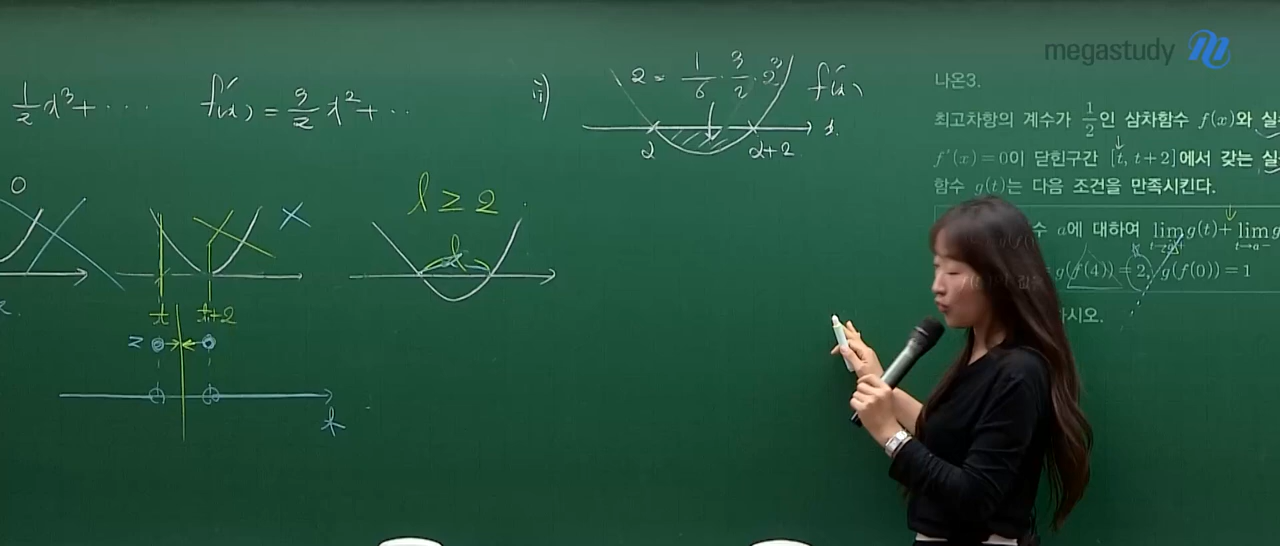 megastudy
나온3.
최고차항의 계수가 1/2인 삼차함수 f(x)와 실
f'(x)=0이 닫힌구간 [t, t+2]에서 갖는 실
함수 g(t)는 다음 조건을 만족시킨다.
수 a에 대하여 lim g(t)+lim g
t→a-
g(f(4))=2, g(f(0))=1
시오.
1/2 x³+ ···
f'(x)=3/2 x²+ ··
ii)
2= 1/6 · 3/2 · 2³
f'(x)
x
2
2+2
0
X
l ≥ 2
l
t
t+2
2